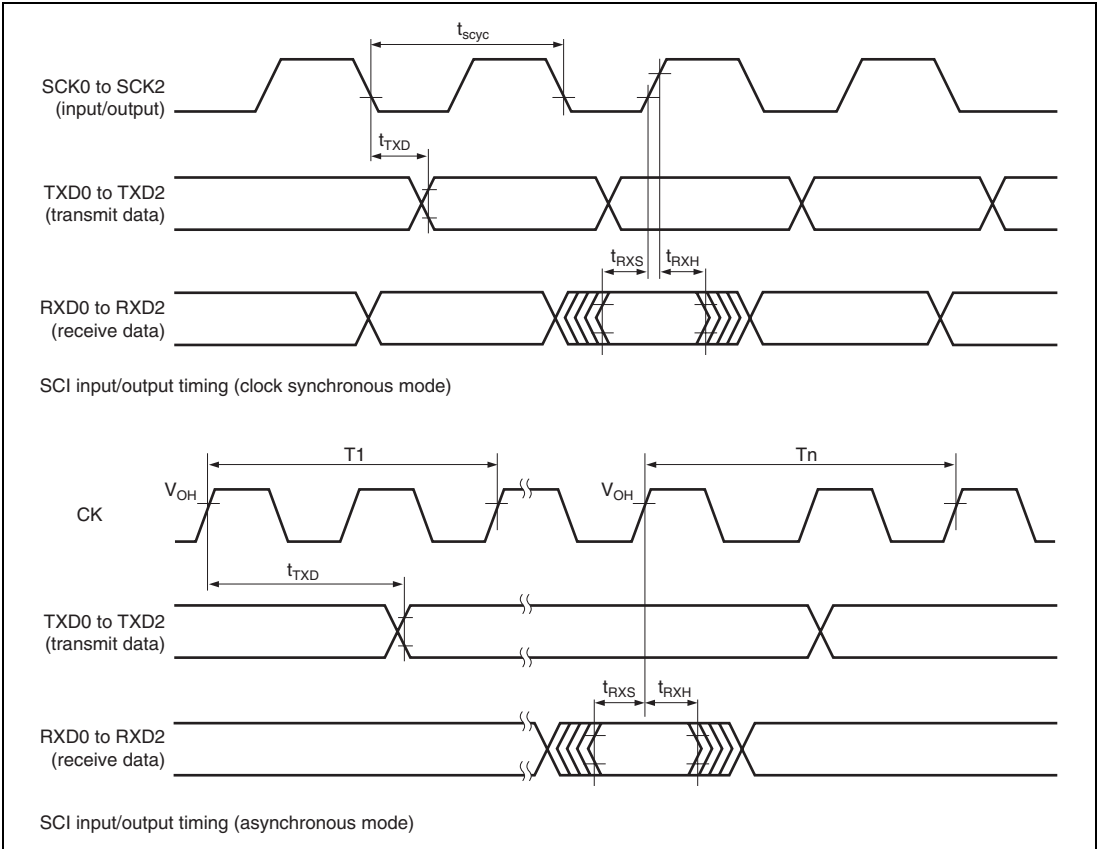 tscyc
SCK0 to SCK2
(input/output)
tTXD
TXD0 to TXD2
(transmit data)
tRXS
tRXH
RXD0 to RXD2
(receive data)
SCI input/output timing (clock synchronous mode)
T1
Tn
VOH
VOH
CK
tTXD
TXD0 to TXD2
(transmit data)
tRXS
tRXH
RXD0 to RXD2
(receive data)
SCI input/output timing (asynchronous mode)